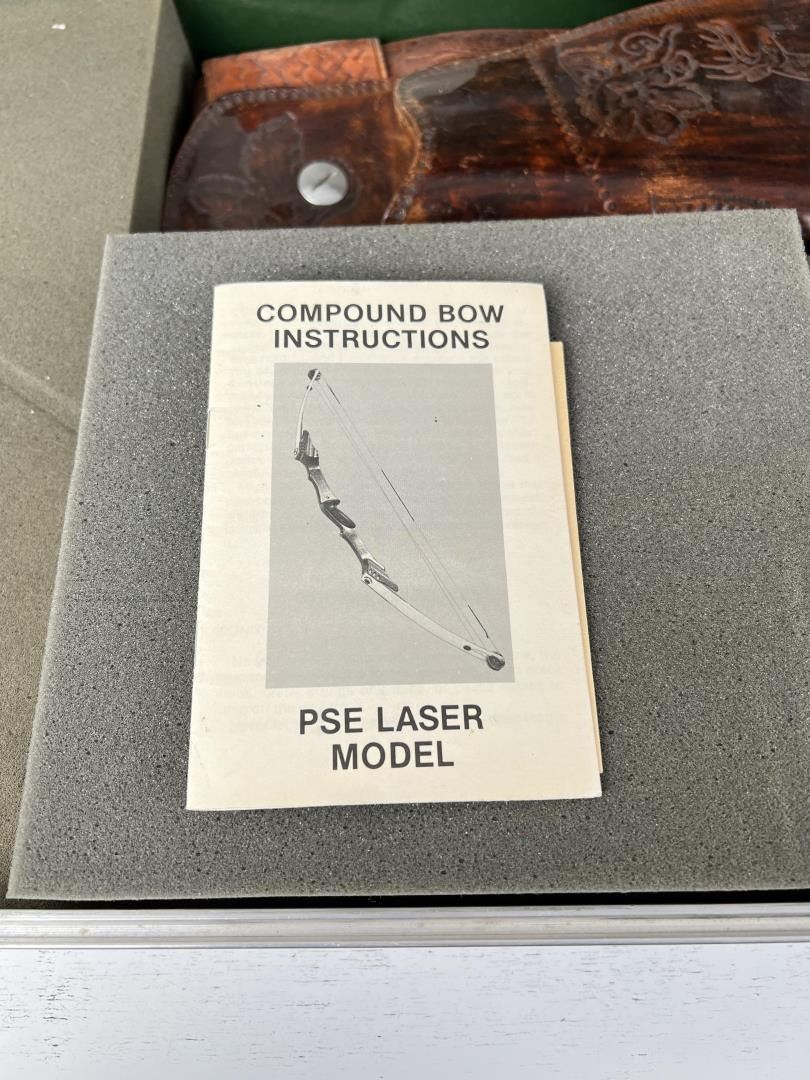 COMPOUND BOW
INSTRUCTIONS
PSE LASER
MODEL